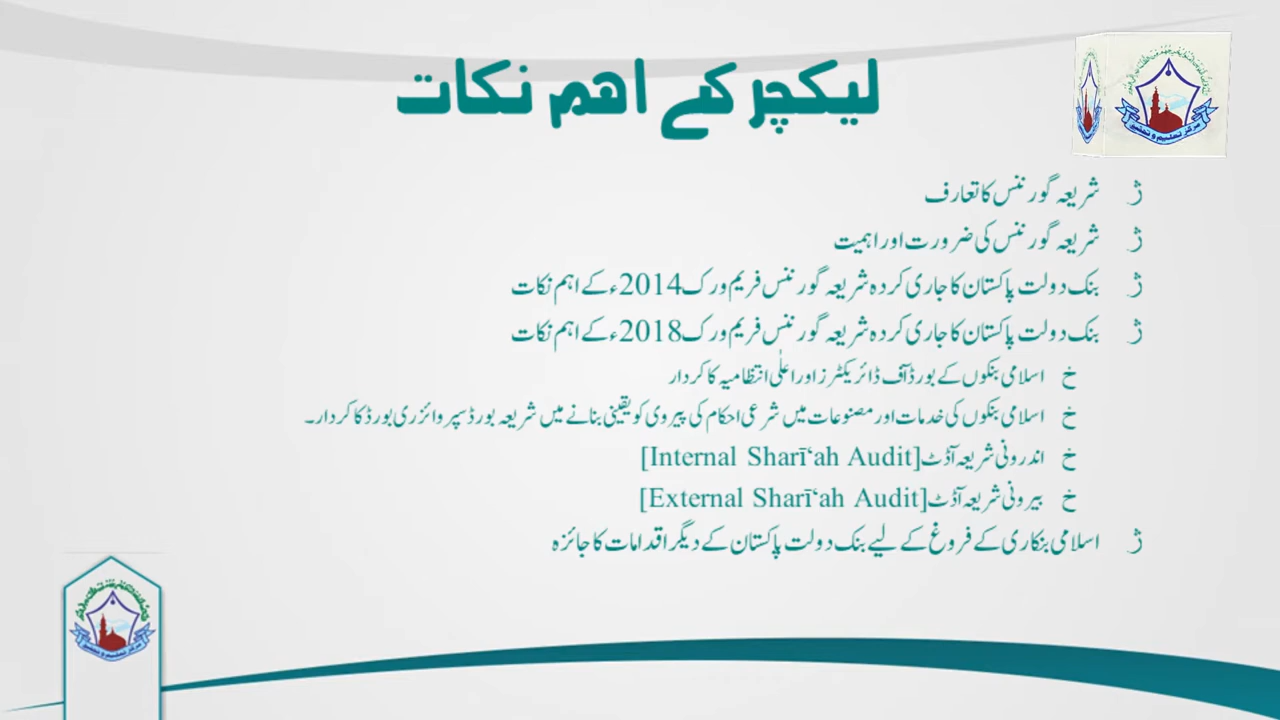 لیکچر کے اہم نکات
ژ شریعہ گورننس کا تعارف
ژ شریعہ گورننس کی ضرورت اور اہمیت
ژ بنک دولت پاکستان کا جاری کردہ شریعہ گورننس فریم ورک 2014ء کے اہم نکات
ژ بنک دولت پاکستان کا جاری کردہ شریعہ گورننس فریم ورک 2018ء کے اہم نکات
خ اسلامی بنکوں کے بورڈ آف ڈائریکٹرز اور اعلٰی انتظامیہ کا کردار
خ اسلامی بنکوں کی خدمات اور مصنوعات میں شرعی احکام کی پیروی کو یقینی بنانے میں شریعہ بورڈ سپروائزری بورڈ کا کردار۔
خ اندرونی شریعہ آڈٹ [Internal Sharī‘ah Audit]
خ بیرونی شریعہ آڈٹ [External Sharī‘ah Audit]
ژ اسلامی بنکاری کے فروغ کے لیے بنک دولت پاکستان کے دیگر اقدامات کا جائزہ
مرکز تعلیم و تحقیق